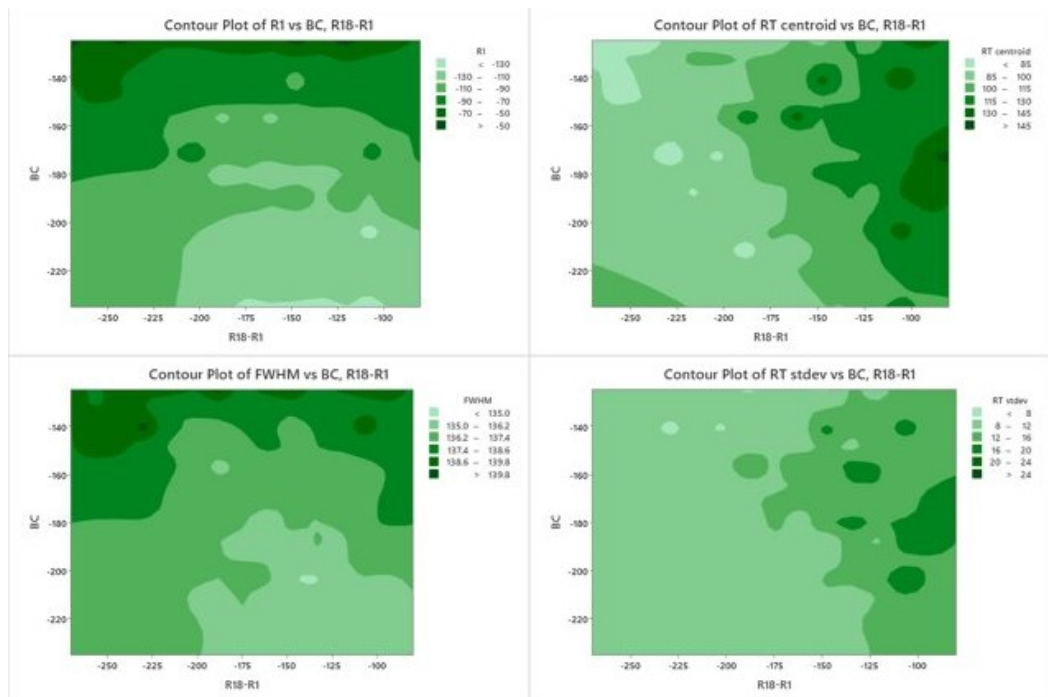 Contour Plot of R1 vs BC, R18-R1
R1
< -130
-130 – -110
-110 – -90
-90 – -70
-70 – -50
> -50
BC
-140
-160
-180
-200
-220
-250 -225 -200 -175 -150 -125 -100
R18-R1
Contour Plot of RT centroid vs BC, R18-R1
RT centroid
< 85
85 – 100
100 – 115
115 – 130
130 – 145
> 145
BC
-140
-160
-180
-200
-220
-250 -225 -200 -175 -150 -125 -100
R18-R1
Contour Plot of FWHM vs BC, R18-R1
FWHM
< 135.0
135.0 – 136.2
136.2 – 137.4
137.4 – 138.6
138.6 – 139.8
> 139.8
BC
-140
-160
-180
-200
-220
-250 -225 -200 -175 -150 -125 -100
R18-R1
Contour Plot of RT stdev vs BC, R18-R1
RT stdev
< 8
8 – 12
12 – 16
16 – 20
20 – 24
> 24
BC
-140
-160
-180
-200
-220
-250 -225 -200 -175 -150 -125 -100
R18-R1